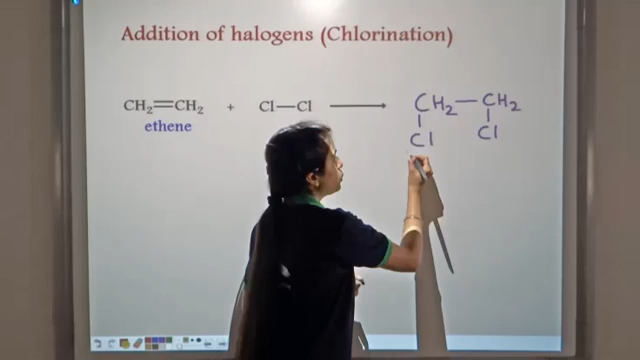 Addition of halogens (Chlorination)
CH₂=CH₂ + Cl—Cl ⟶ CH₂—CH₂
ethene
| |
Cl Cl